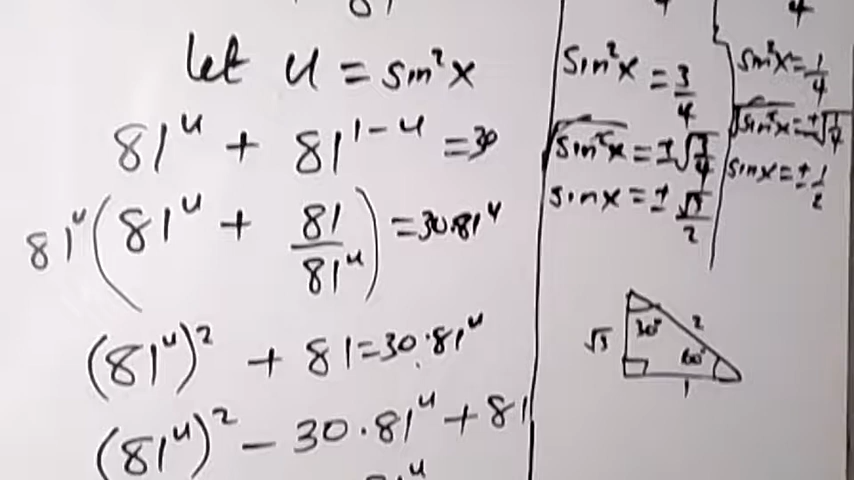 let u = sin²x
81^u + 81^(1-u) = 30
81^u (81^u + 81/81^u) = 30.81^u
(81^u)² + 81 = 30.81^u
(81^u)² - 30.81^u + 81
sin²x = 3/4
√sin²x = ±√3/4
sinx = ±√3/2
sin²x = 1/4
√sin²x = ±√1/4
sinx = ±1/2
30°
2
√3
60°
1